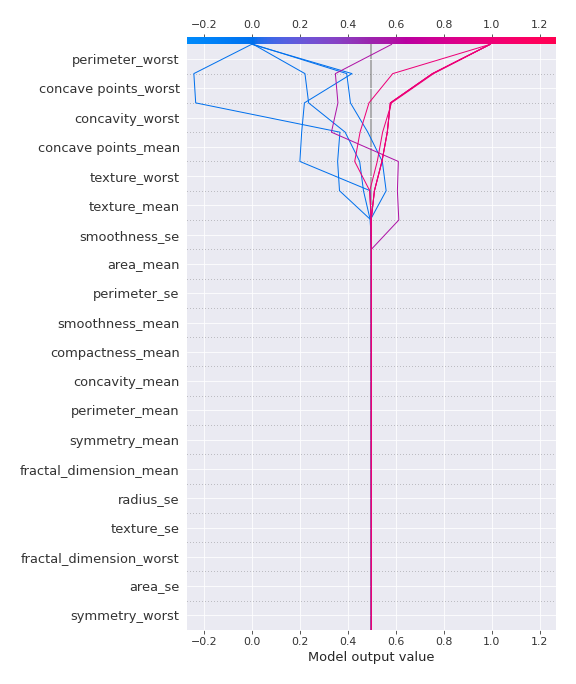 −0.2 0.0 0.2 0.4 0.6 0.8 1.0 1.2
perimeter_worst
concave points_worst
concavity_worst
concave points_mean
texture_worst
texture_mean
smoothness_se
area_mean
perimeter_se
smoothness_mean
compactness_mean
concavity_mean
perimeter_mean
symmetry_mean
fractal_dimension_mean
radius_se
texture_se
fractal_dimension_worst
area_se
symmetry_worst
−0.2 0.0 0.2 0.4 0.6 0.8 1.0 1.2
Model output value